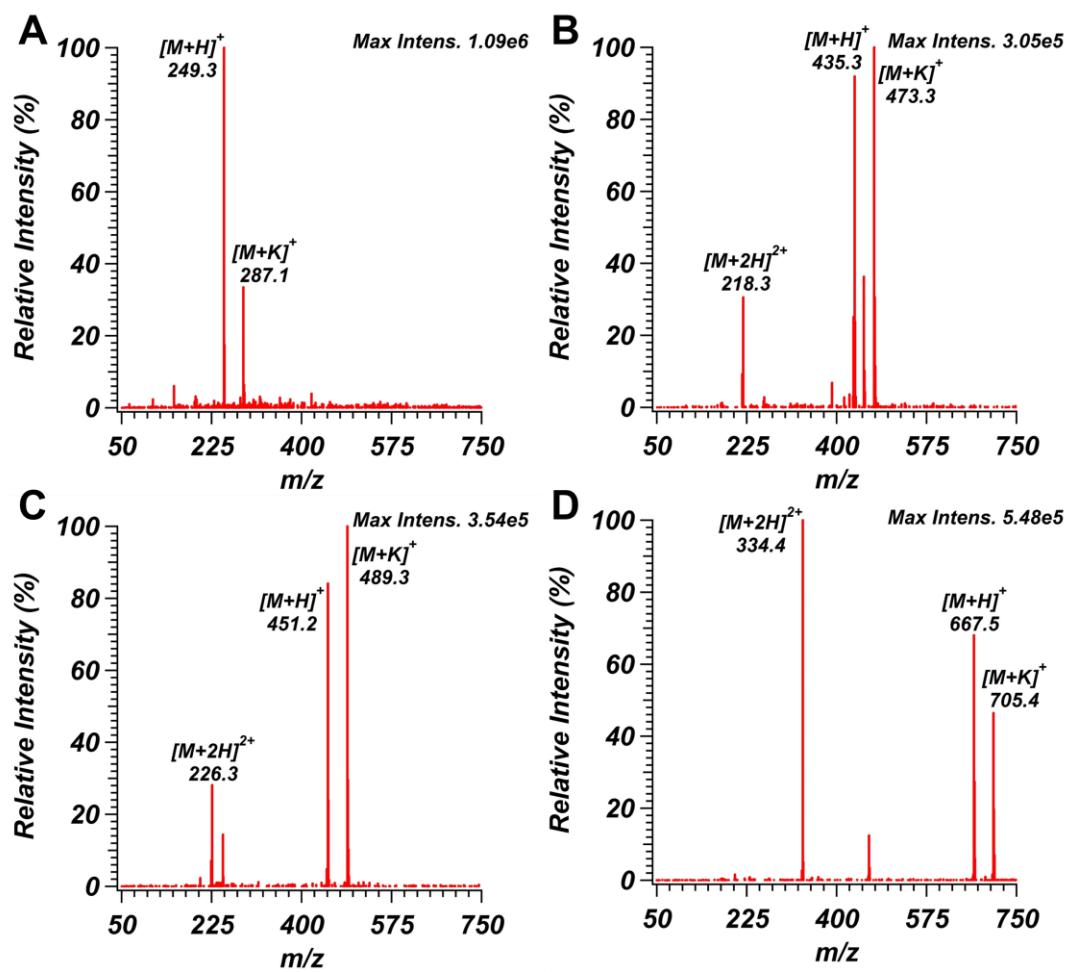 A
Max Intens. 1.09e6
[M+H]+
249.3
[M+K]+
287.1
Relative Intensity (%)
100
80
60
40
20
0
50 225 400 575 750
m/z
B
Max Intens. 3.05e5
[M+H]+
435.3
[M+K]+
473.3
[M+2H]2+
218.3
Relative Intensity (%)
100
80
60
40
20
0
50 225 400 575 750
m/z
C
Max Intens. 3.54e5
[M+K]+
489.3
[M+H]+
451.2
[M+2H]2+
226.3
Relative Intensity (%)
100
80
60
40
20
0
50 225 400 575 750
m/z
D
Max Intens. 5.48e5
[M+2H]2+
334.4
[M+H]+
667.5
[M+K]+
705.4
Relative Intensity (%)
100
80
60
40
20
0
50 225 400 575 750
m/z